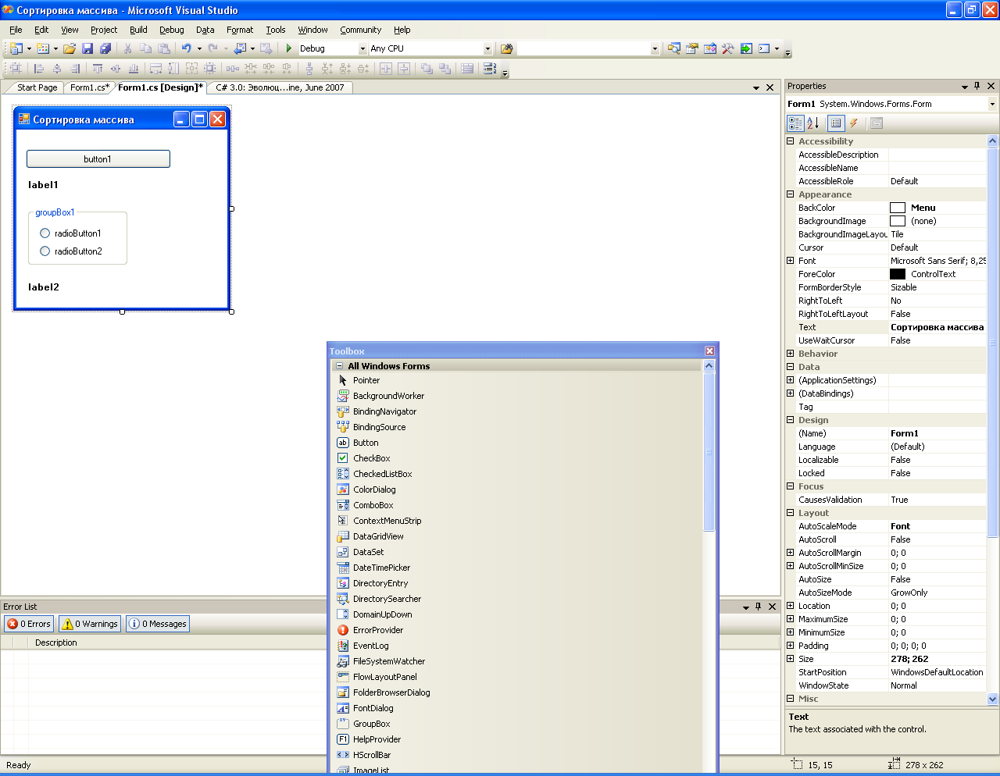 Сортировка массива - Microsoft Visual Studio
File Edit View Project Build Debug Data Format Tools Window Community Help
Debug Any CPU
Start Page Form1.cs* Form1.cs [Design]* C# 3.0: Эволюц...ine, June 2007
Сортировка массива
button1
label1
groupBox1
radioButton1
radioButton2
label2
Toolbox
All Windows Forms
Pointer
BackgroundWorker
BindingNavigator
BindingSource
Button
CheckBox
CheckedListBox
ColorDialog
ComboBox
ContextMenuStrip
DataGridView
DataSet
DateTimePicker
DirectoryEntry
DirectorySearcher
DomainUpDown
ErrorProvider
EventLog
FileSystemWatcher
FlowLayoutPanel
FolderBrowserDialog
FontDialog
GroupBox
HelpProvider
HScrollBar
ImageList
Error List
0 Errors 0 Warnings 0 Messages
Description
Properties
Form1 System.Windows.Forms.Form
Accessibility
AccessibleDescription
AccessibleName
AccessibleRole Default
Appearance
BackColor Menu
BackgroundImage (none)
BackgroundImageLayou Tile
Cursor Default
Font Microsoft Sans Serif; 8,25
ForeColor ControlText
FormBorderStyle Sizable
RightToLeft No
RightToLeftLayout False
Text Сортировка массива
UseWaitCursor False
Behavior
Data
(ApplicationSettings)
(DataBindings)
Tag
Design
(Name) Form1
Language (Default)
Localizable False
Locked False
Focus
CausesValidation True
Layout
AutoScaleMode Font
AutoScroll False
AutoScrollMargin 0; 0
AutoScrollMinSize 0; 0
AutoSize False
AutoSizeMode GrowOnly
Location 0; 0
MaximumSize 0; 0
MinimumSize 0; 0
Padding 0; 0; 0; 0
Size 278; 262
StartPosition WindowsDefaultLocation
WindowState Normal
Misc
Text
The text associated with the control.
Ready 15, 15 278 x 262